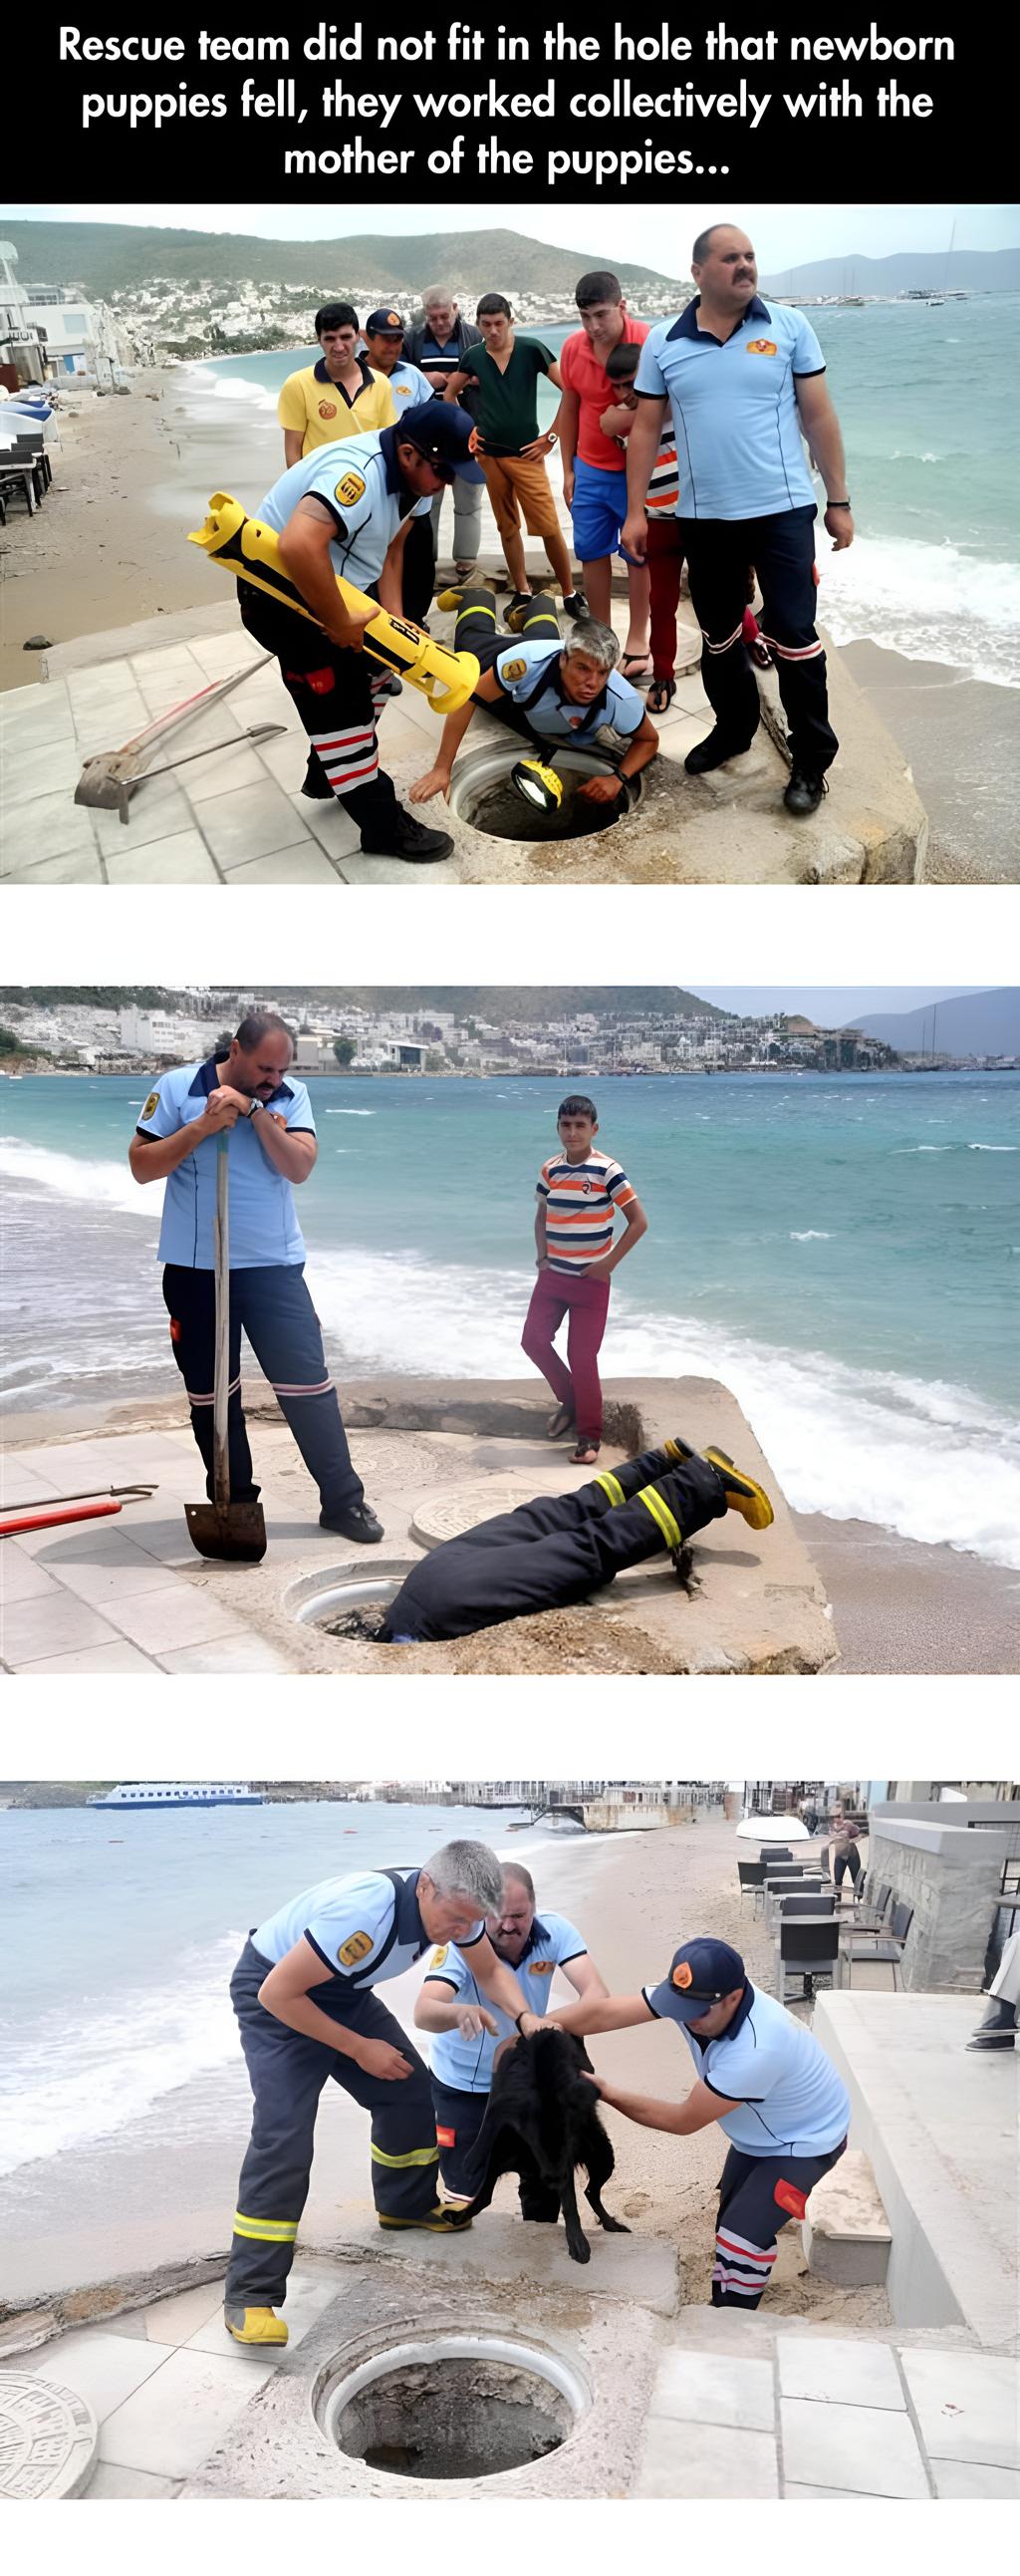 Rescue team did not fit in the hole that newborn
puppies fell, they worked collectively with the
mother of the puppies...